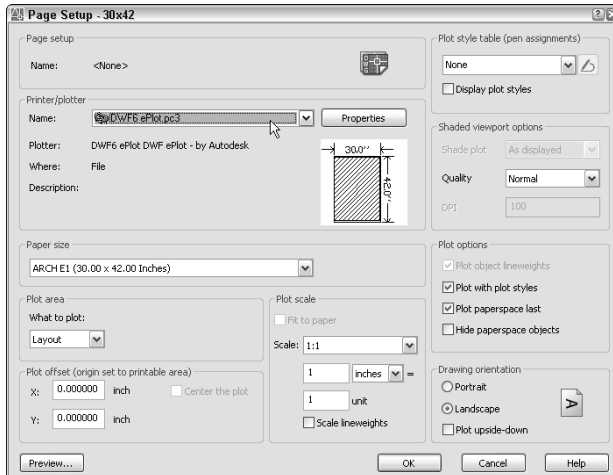 Page Setup - 30x42
Page setup
Name: <None>
Printer/plotter
Name: DWF6 ePlot.pc3 Properties
Plotter: DWF6 ePlot DWF ePlot - by Autodesk
Where: File
Description:
30.0''
42.0''
Paper size
ARCH E1 (30.00 x 42.00 Inches)
Plot area
What to plot:
Layout
Plot offset (origin set to printable area)
X: 0.000000 inch Center the plot
Y: 0.000000 inch
Plot scale
Fit to paper
Scale: 1:1
1 inches =
1 unit
Scale lineweights
Plot style table (pen assignments)
None
Display plot styles
Shaded viewport options
Shade plot As displayed
Quality Normal
DPI 100
Plot options
Plot object lineweights
Plot with plot styles
Plot paperspace last
Hide paperspace objects
Drawing orientation
Portrait
Landscape
A
Plot upside-down
Preview... OK Cancel Help